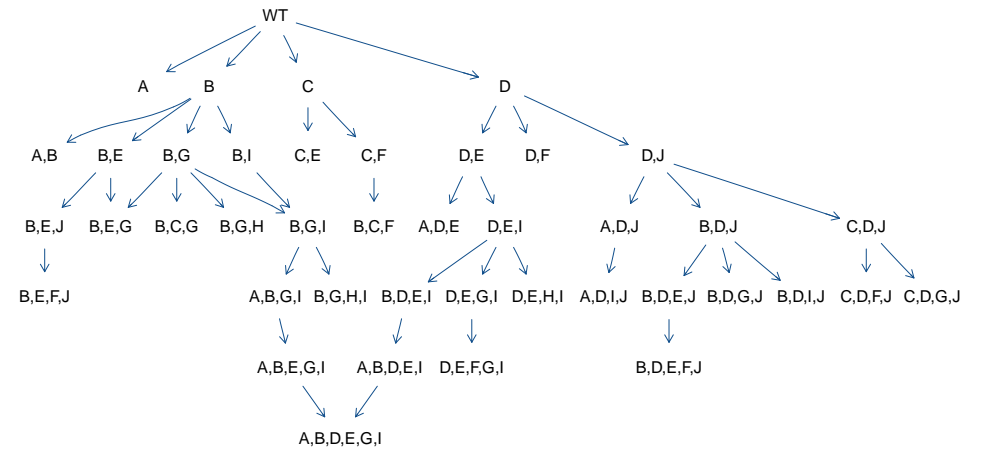 WT
A B C D
A,B B,E B,G B,I C,E C,F D,E D,F D,J
B,E,J B,E,G B,C,G B,G,H B,G,I B,C,F A,D,E D,E,I A,D,J B,D,J C,D,J
B,E,F,J A,B,G,I B,G,H,I B,D,E,I D,E,G,I D,E,H,I A,D,I,J B,D,E,J B,D,G,J B,D,I,J C,D,F,J C,D,G,J
A,B,E,G,I A,B,D,E,I D,E,F,G,I B,D,E,F,J
A,B,D,E,G,I